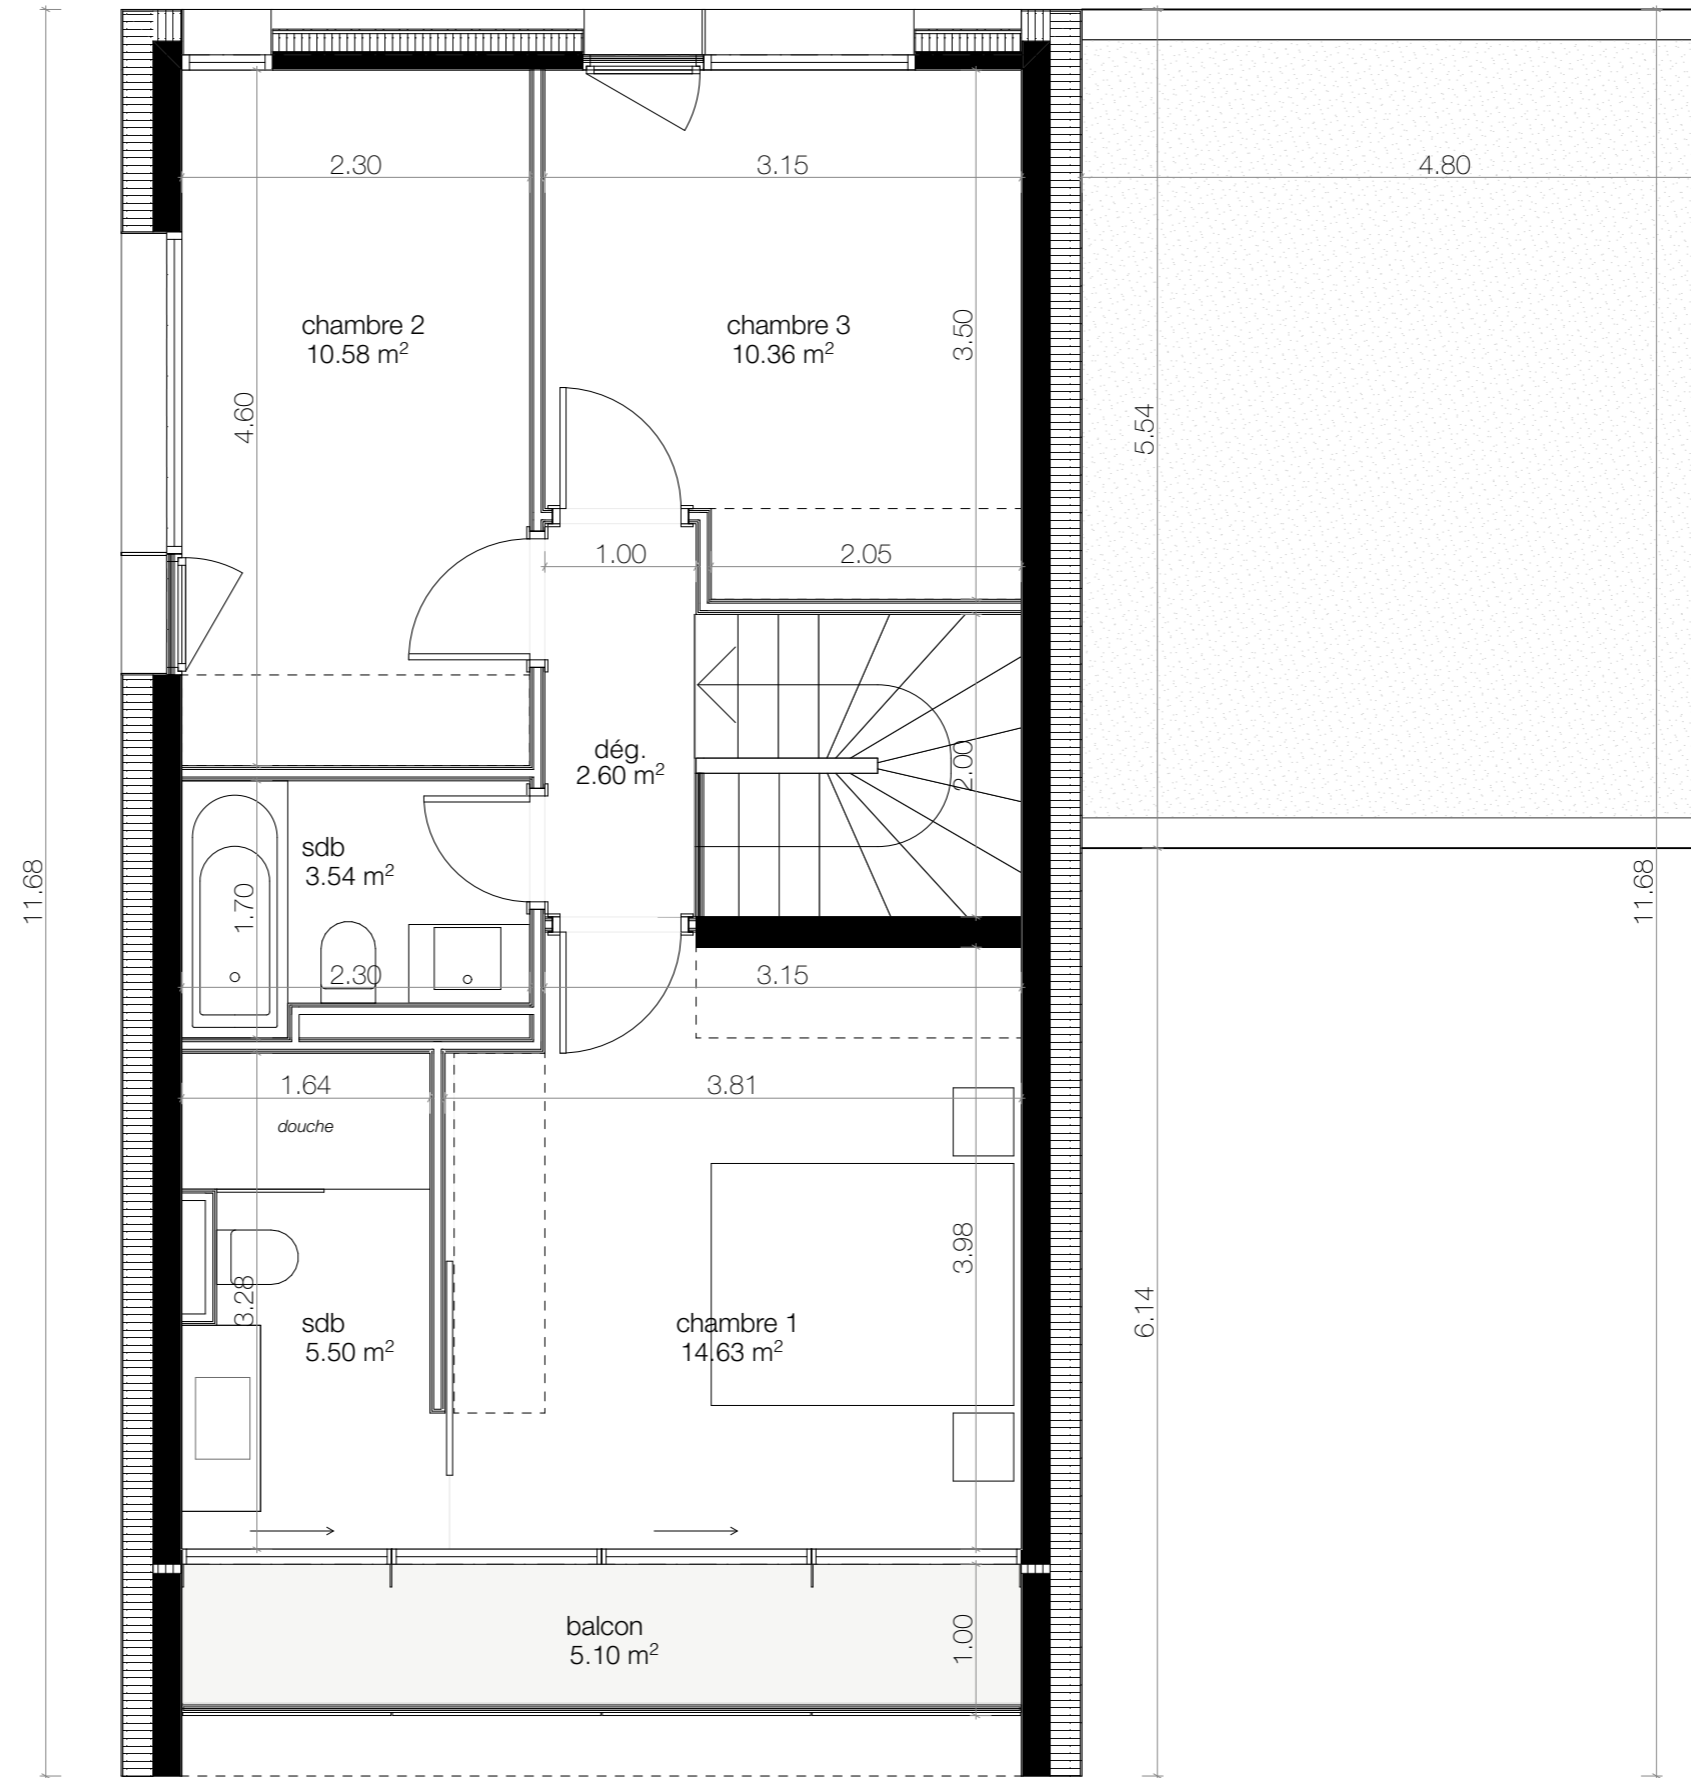 2.30
3.15
4.80
chambre 2
10.58 m²
chambre 3
10.36 m²
3.50
4.60
5.54
1.00
2.05
dég.
2.60 m²
2.00
sdb
3.54 m²
1.70
11.68
11.68
2.30
3.15
1.64
3.81
douche
3.98
3.28
sdb
5.50 m²
chambre 1
14.63 m²
6.14
balcon
5.10 m²
1.00